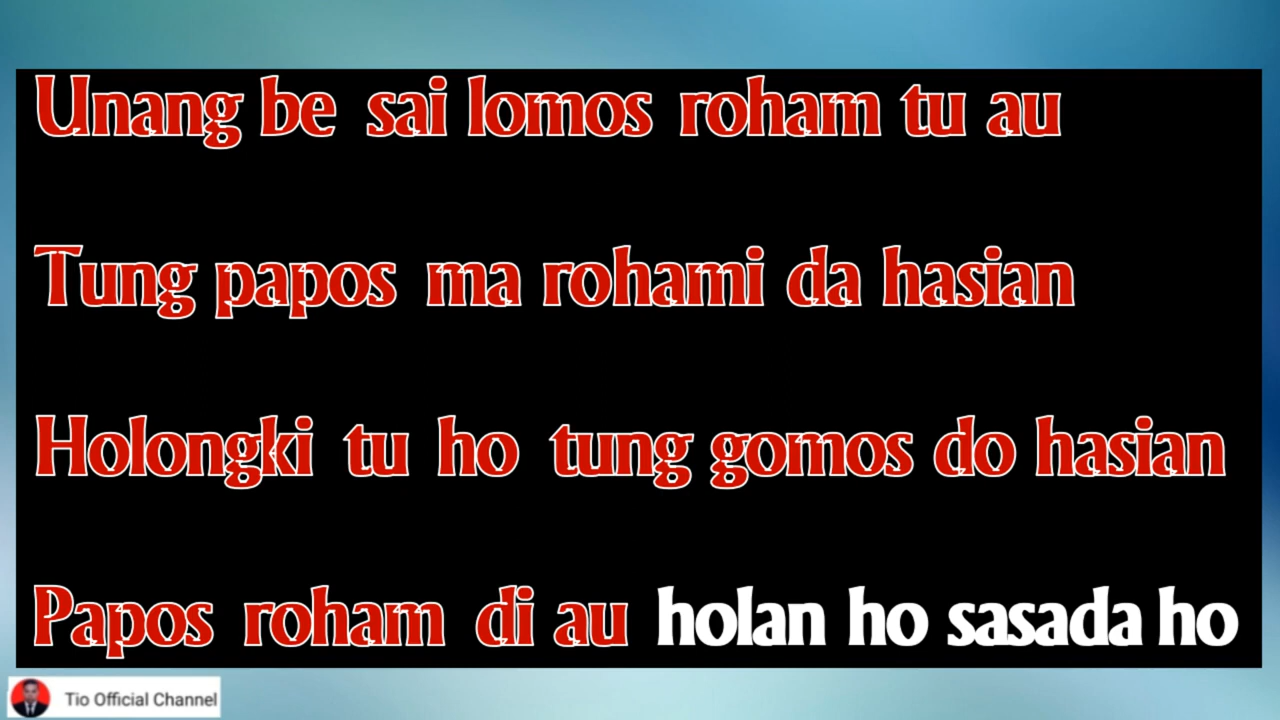 Unang be sai lomos roham tu au
Tung papos ma rohami da hasian
Holongki tu ho tung gomos do hasian
Papos roham di au holan ho sasada ho
Tio Official Channel